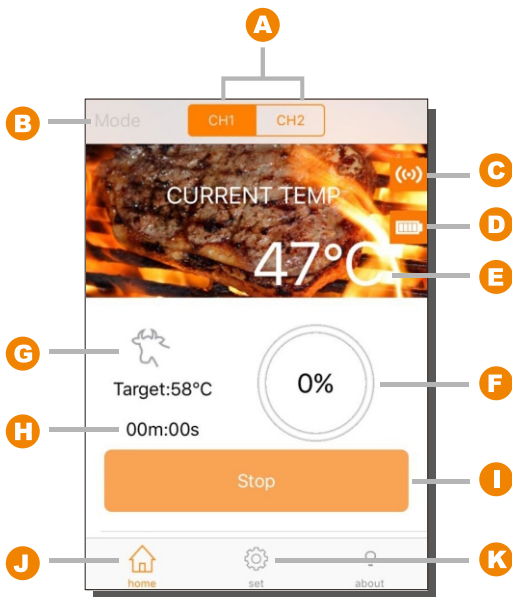 A
B Mode CH1 CH2
C
CURRENT TEMP
D
47°C
E
G
Target:58°C
0%
F
H 00m:00s
Stop
I
J home
set
K
about